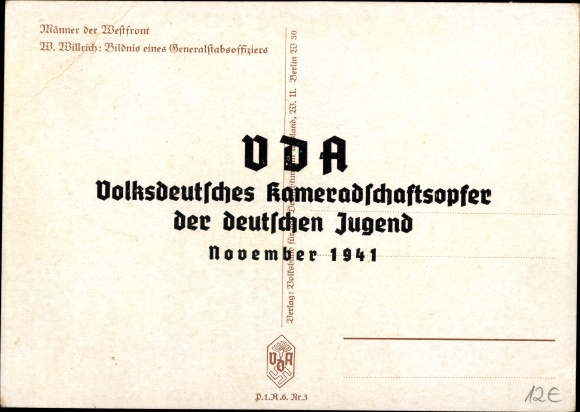 Männer der Westfront
W. Willrich: Bildnis eines Generalstabsoffiziers
VDA
Volksdeutsches Kameradschaftsopfer
der deutschen Jugend
November 1941
Verlag: Volksbund für das Deutschtum im Ausland, W. U. Berlin W 30
VDA
P.1.R.6. Nr.3
12€